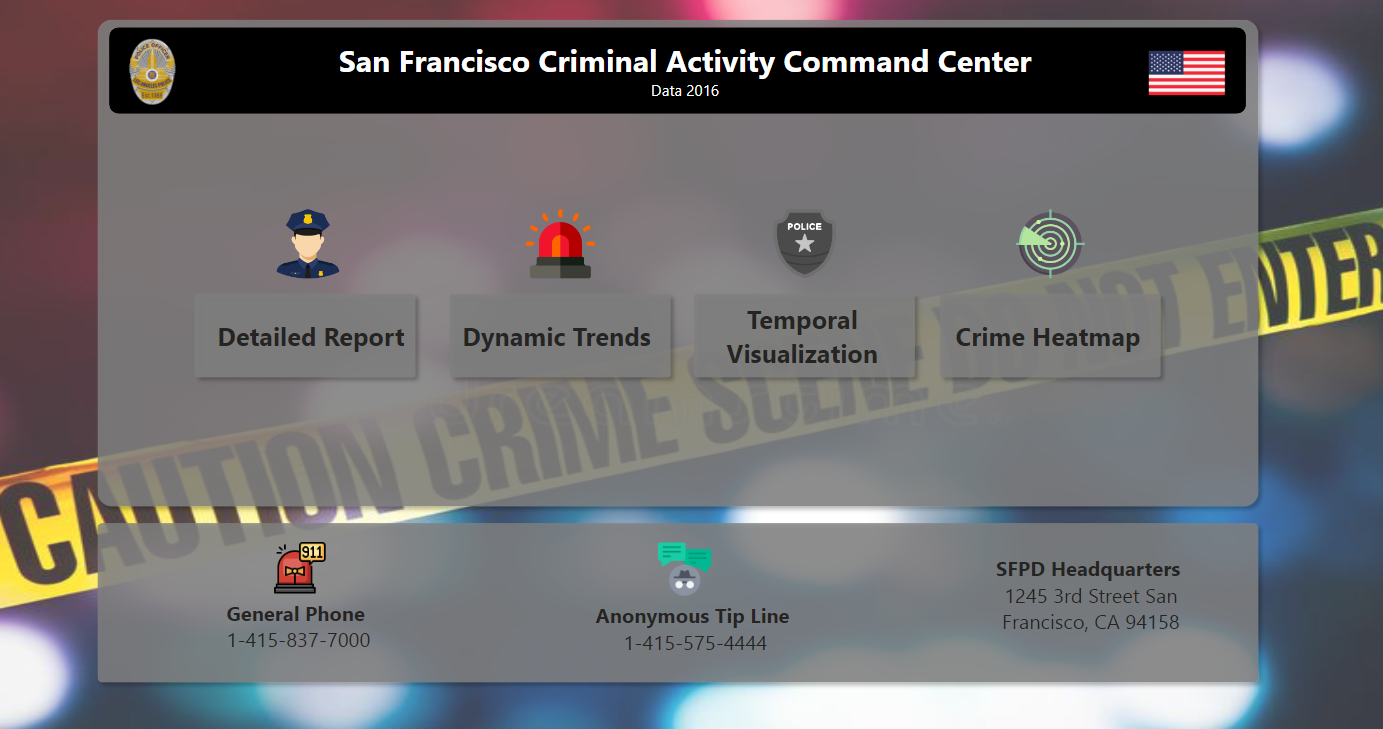 San Francisco Criminal Activity Command Center
Data 2016
POLICE OFFICER
POLICE
Detailed Report
Dynamic Trends
Temporal
Visualization
Crime Heatmap
CAUTION CRIME SCENE DO NOT ENTER
911
General Phone
1-415-837-7000
Anonymous Tip Line
1-415-575-4444
SFPD Headquarters
1245 3rd Street San
Francisco, CA 94158